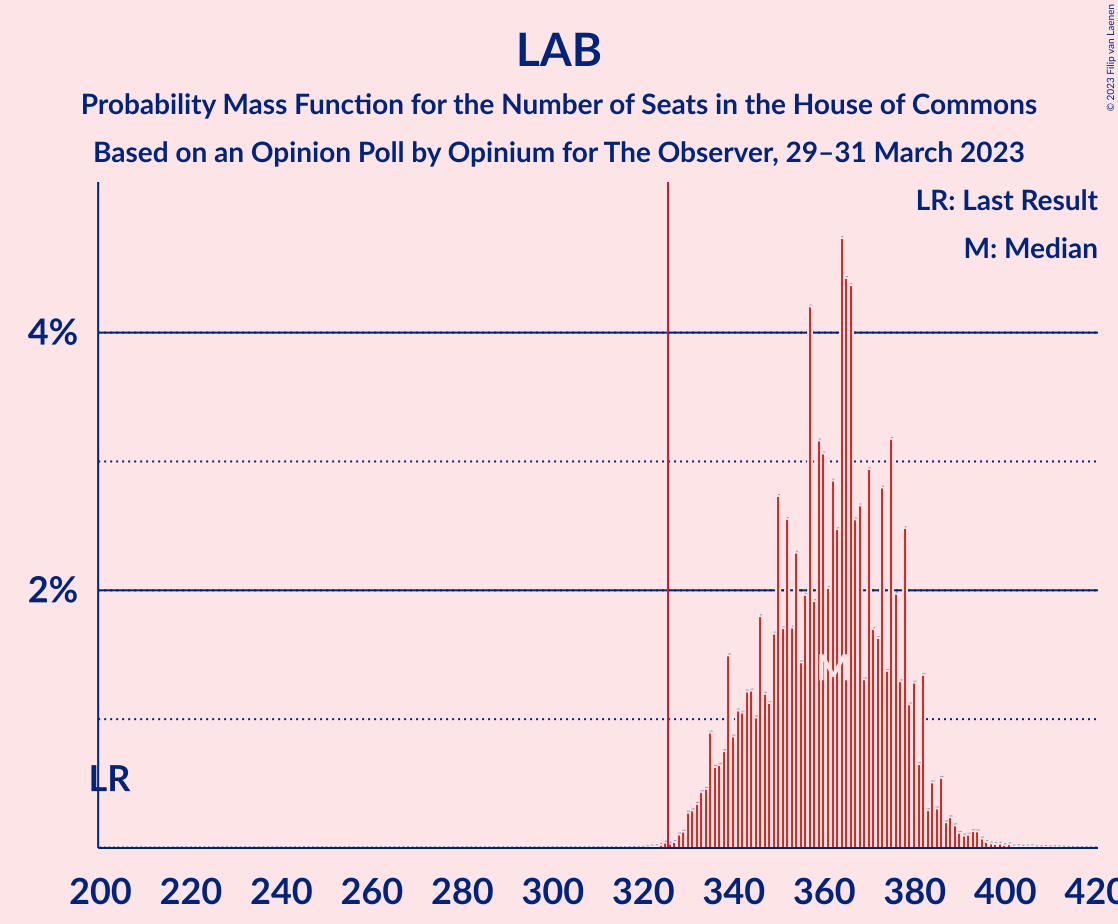 LAB
Probability Mass Function for the Number of Seats in the House of Commons
Based on an Opinion Poll by Opinium for The Observer, 29–31 March 2023
© 2023 Filip van Laenen
LR: Last Result
M: Median
4%
2%
M
LR
200 220 240 260 280 300 320 340 360 380 400 420